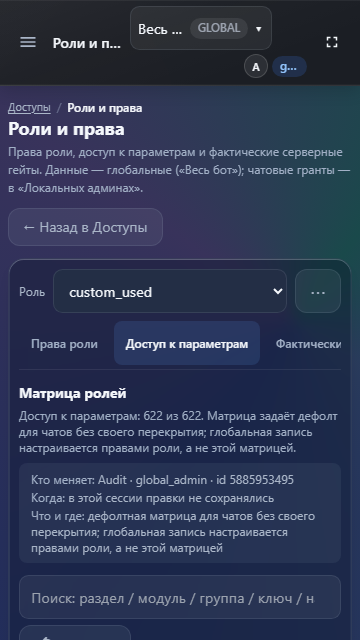 Роли и п...
Весь ...
GLOBAL
A
g...
Доступы / Роли и права
Роли и права
Права роли, доступ к параметрам и фактические серверные
гейты. Данные — глобальные («Весь бот»); чатовые гранты —
в «Локальных админах».
← Назад в Доступы
Роль
custom_used
...
Права роли
Доступ к параметрам
Фактически
Матрица ролей
Доступ к параметрам: 622 из 622. Матрица задаёт дефолт
для чатов без своего перекрытия; глобальная запись
настраивается правами роли, а не этой матрицей.
Кто меняет: Audit · global_admin · id 5885953495
Когда: в этой сессии правки не сохранялись
Что и где: дефолтная матрица для чатов без своего
перекрытия; глобальная запись настраивается
правами роли, а не этой матрицей
Поиск: раздел / модуль / группа / ключ / н